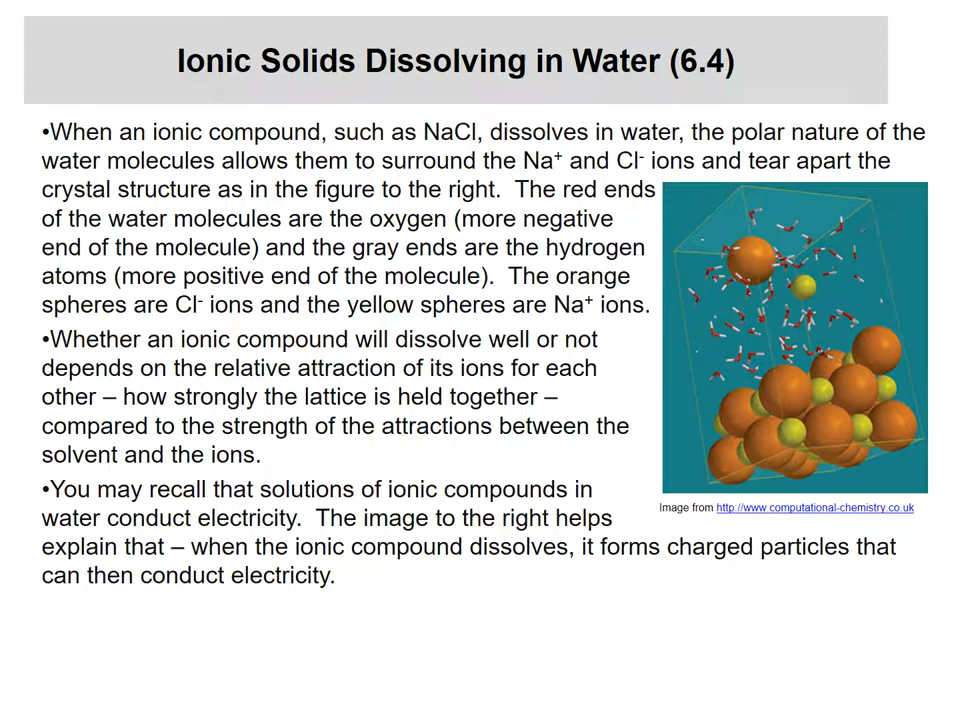 Ionic Solids Dissolving in Water (6.4)
•When an ionic compound, such as NaCl, dissolves in water, the polar nature of the
water molecules allows them to surround the Na⁺ and Cl⁻ ions and tear apart the
crystal structure as in the figure to the right.  The red ends
of the water molecules are the oxygen (more negative
end of the molecule) and the gray ends are the hydrogen
atoms (more positive end of the molecule).  The orange
spheres are Cl⁻ ions and the yellow spheres are Na⁺ ions.
•Whether an ionic compound will dissolve well or not
depends on the relative attraction of its ions for each
other – how strongly the lattice is held together –
compared to the strength of the attractions between the
solvent and the ions.
•You may recall that solutions of ionic compounds in
water conduct electricity.  The image to the right helps
explain that – when the ionic compound dissolves, it forms charged particles that
can then conduct electricity.
Image from http://www.computational-chemistry.co.uk